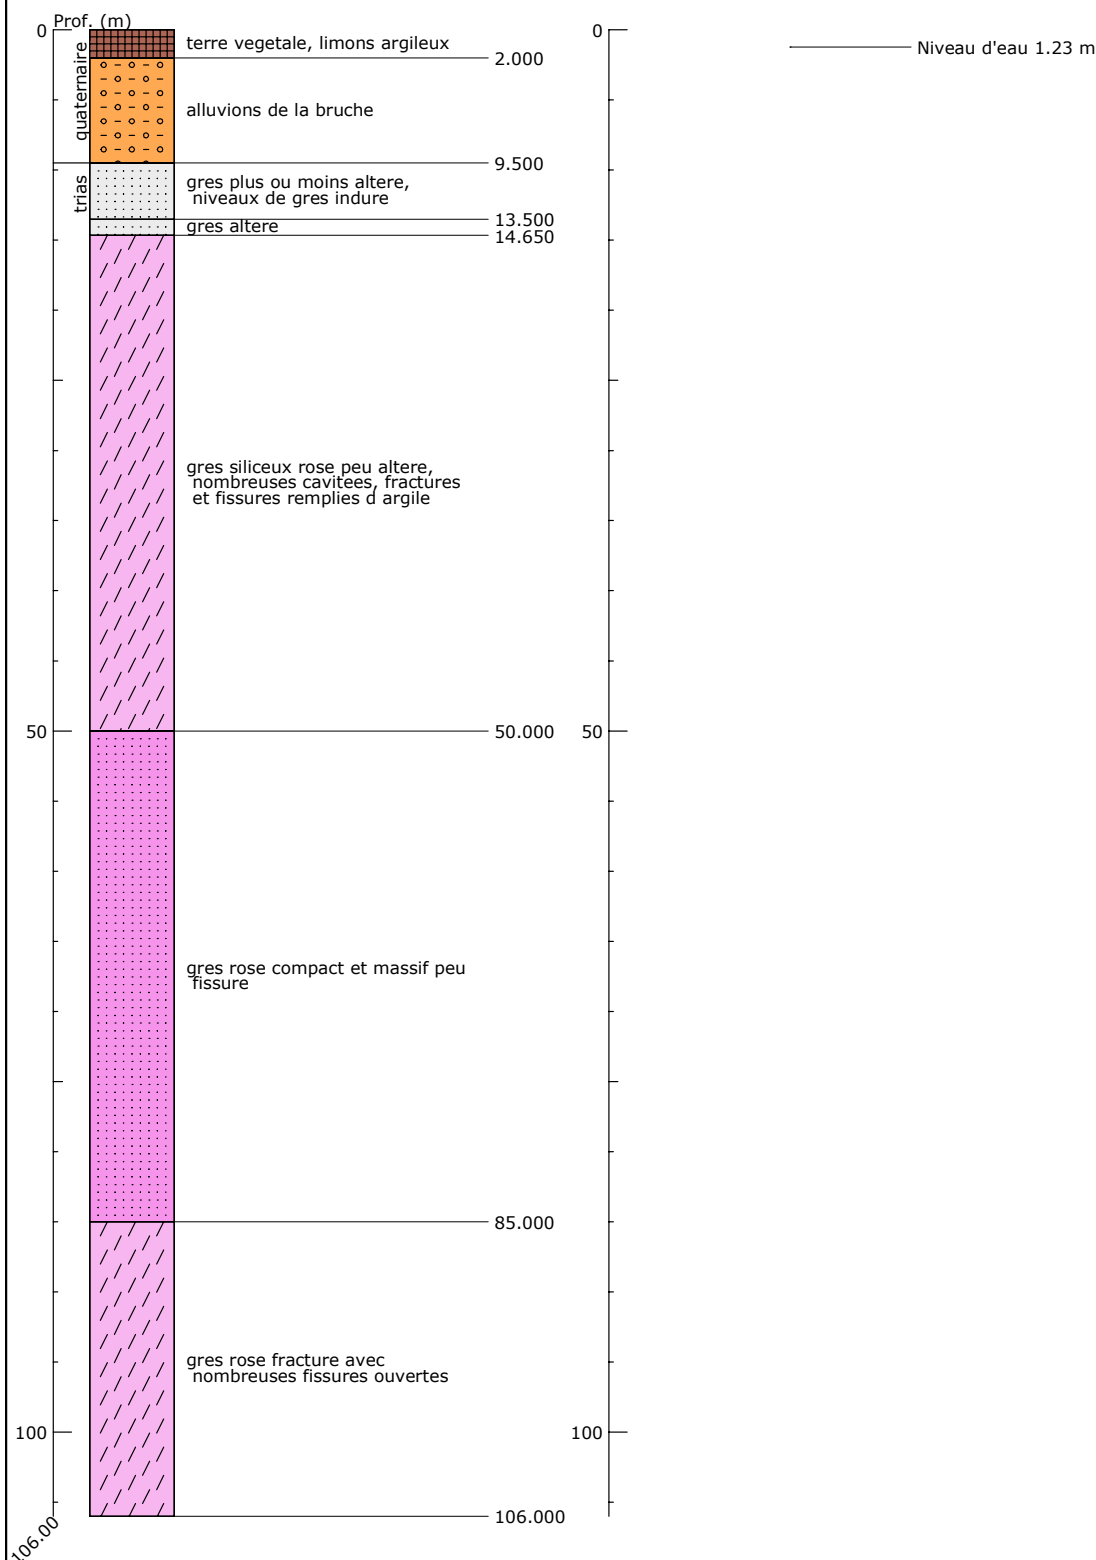 Prof. (m)
0
0
Niveau d'eau 1.23 m
quaternaire
terre vegetale, limons argileux
2.000
alluvions de la bruche
9.500
trias
gres plus ou moins altere,
niveaux de gres indure
13.500
gres altere
14.650
gres siliceux rose peu altere,
nombreuses cavitees, fractures
et fissures remplies d argile
50
50.000
50
gres rose compact et massif peu
fissure
85.000
gres rose fracture avec
nombreuses fissures ouvertes
100
100
106.000
106.00